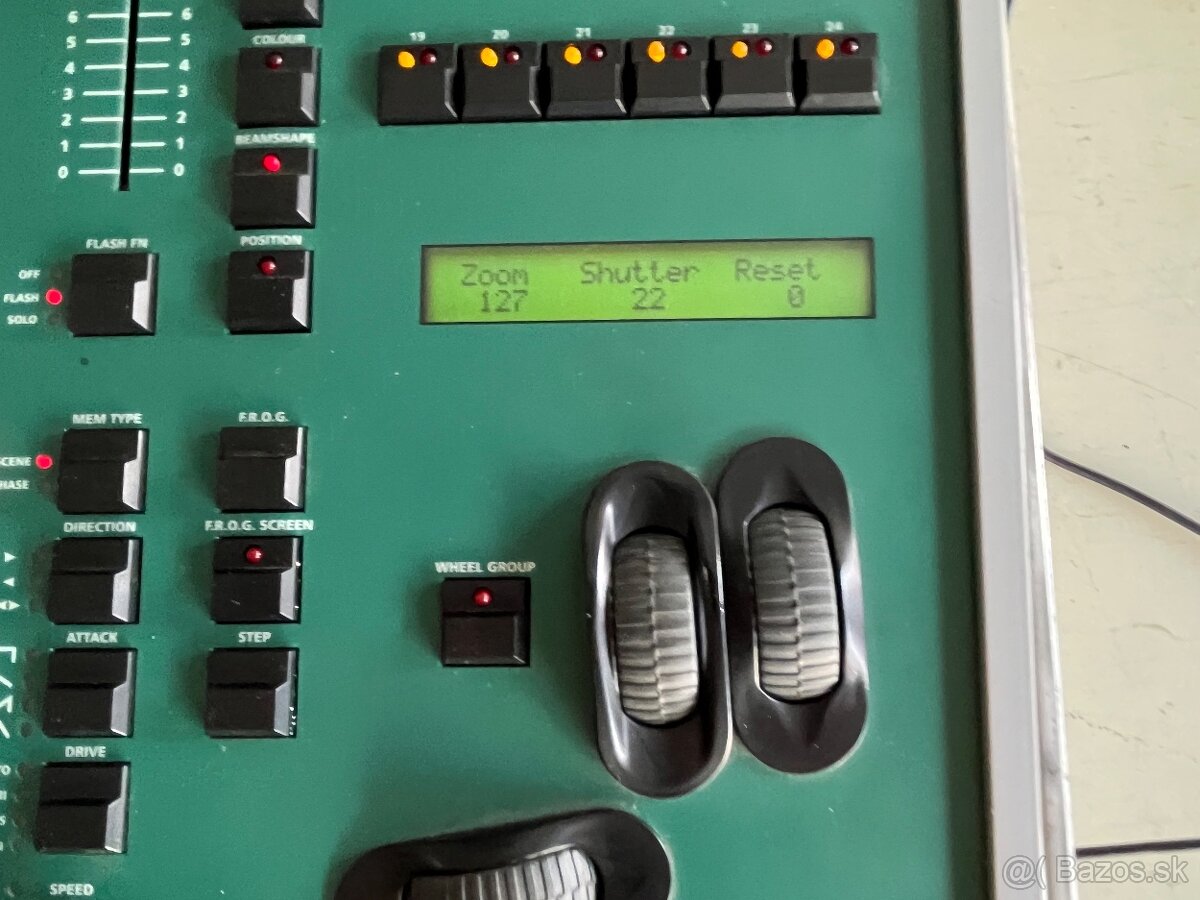 6 6
5 5
4 4
3 3
2 2
1 1
0 0
COLOUR
BEAMSHAPE
POSITION
19 20 21 22 23 24
FLASH FN
OFF
FLASH
SOLO
Zoom Shutter Reset
127 22 0
MEM TYPE
SCENE
F.R.O.G.
DIRECTION
F.R.O.G. SCREEN
WHEEL GROUP
ATTACK
STEP
DRIVE
SPEED
@( Bazos.sk